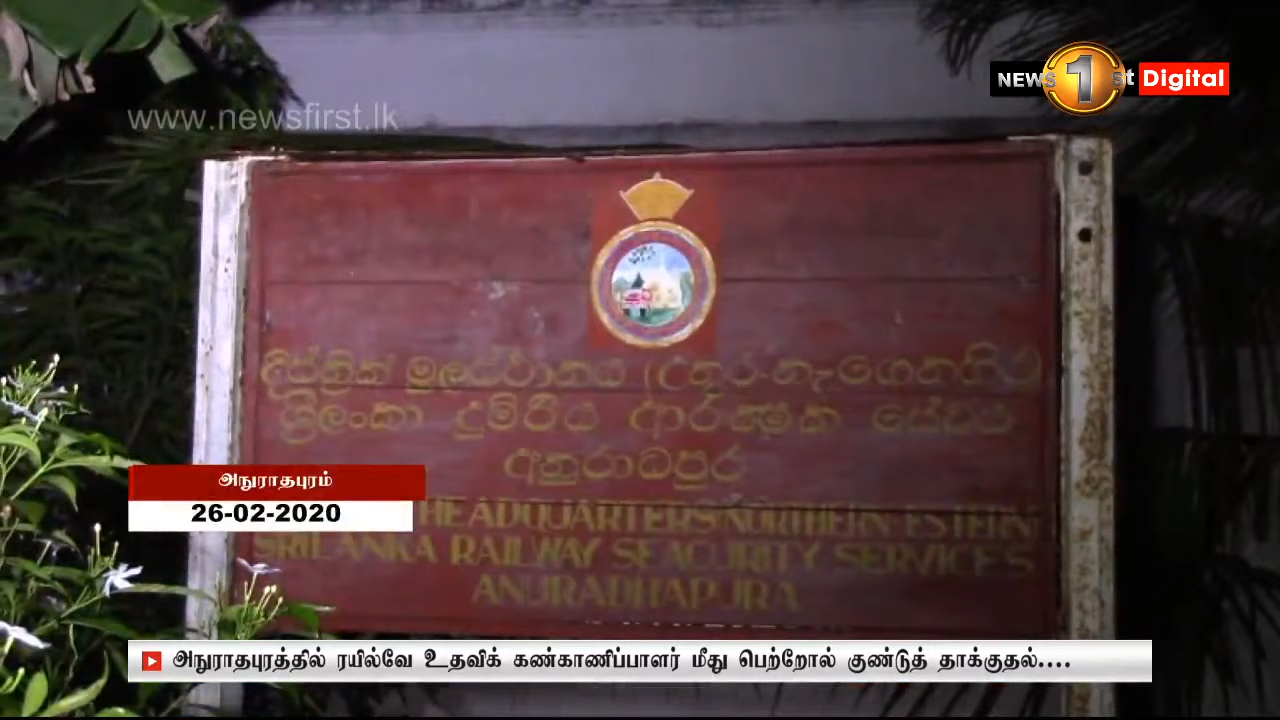 NEWS 1st Digital
www.newsfirst.lk
දිස්ත්‍රික් මූලස්ථානය (උතුරු-නැගෙනහිර)
ශ්‍රීලංකා දුම්රිය ආරක්ෂක සේවය
අනුරාධපුර
அநுராதபுரம்
26-02-2020
HEADQUARTERS(NORTHERN-ESTERN)
SRILANKA RAILWAY SEACURITY SERVICES
ANURADHAPURA
அநுராதபுரத்தில் ரயில்வே உதவிக் கண்காணிப்பாளர் மீது பெற்றோல் குண்டுத் தாக்குதல்....